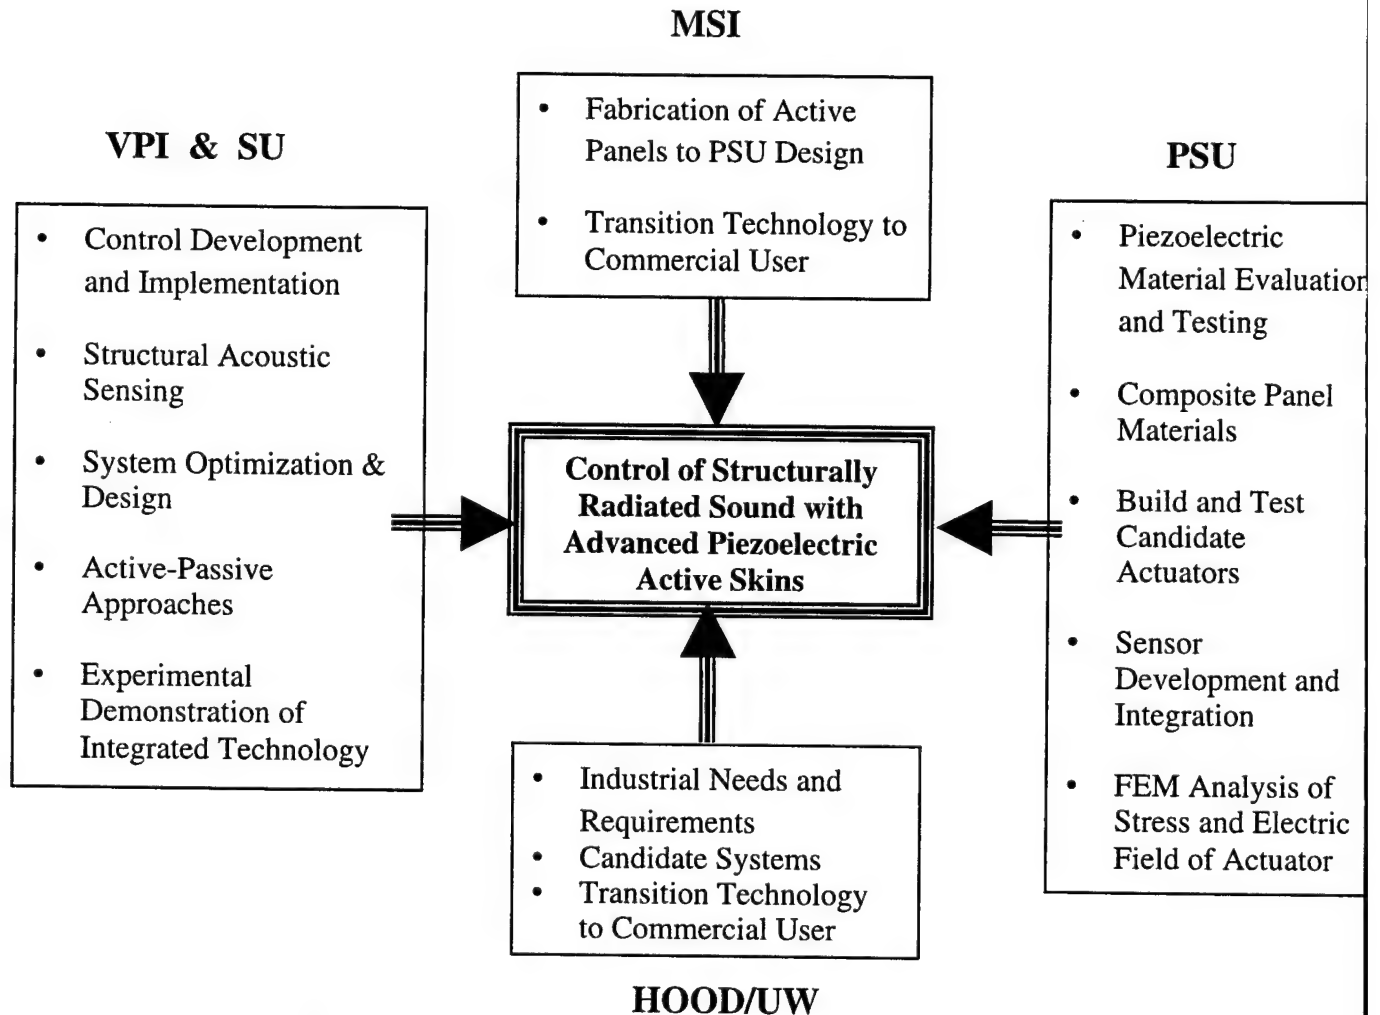 MSI
• Fabrication of Active
Panels to PSU Design
• Transition Technology to
Commercial User
VPI & SU
• Control Development
and Implementation
• Structural Acoustic
Sensing
• System Optimization &
Design
• Active-Passive
Approaches
• Experimental
Demonstration of
Integrated Technology
Control of Structurally
Radiated Sound with
Advanced Piezoelectric
Active Skins
PSU
• Piezoelectric
Material Evaluation
and Testing
• Composite Panel
Materials
• Build and Test
Candidate
Actuators
• Sensor
Development and
Integration
• FEM Analysis of
Stress and Electric
Field of Actuator
• Industrial Needs and
Requirements
• Candidate Systems
• Transition Technology
to Commercial User
HOOD/UW